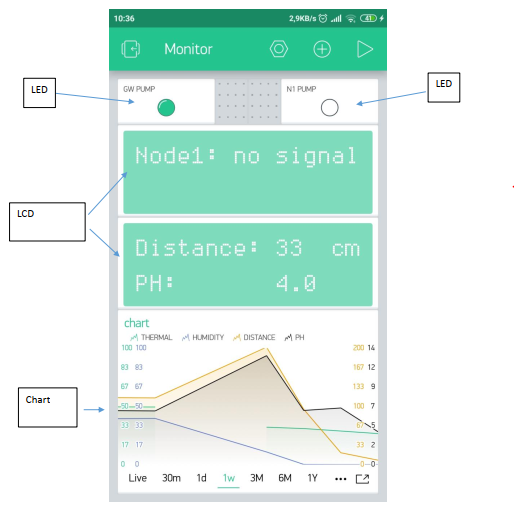 10:36 2,9KB/s 41
Monitor
LED
GW PUMP
N1 PUMP
LED
Node1: no signal
LCD
Distance: 33 cm
PH: 4.0
chart
THERMAL HUMIDITY DISTANCE PH
100 100 200 14
83 83 167 12
67 67 133 9
Chart
50 50 100 7
33 33 67 5
17 17 33 2
0 0 0 0
Live 30m 1d 1w 3M 6M 1Y ...